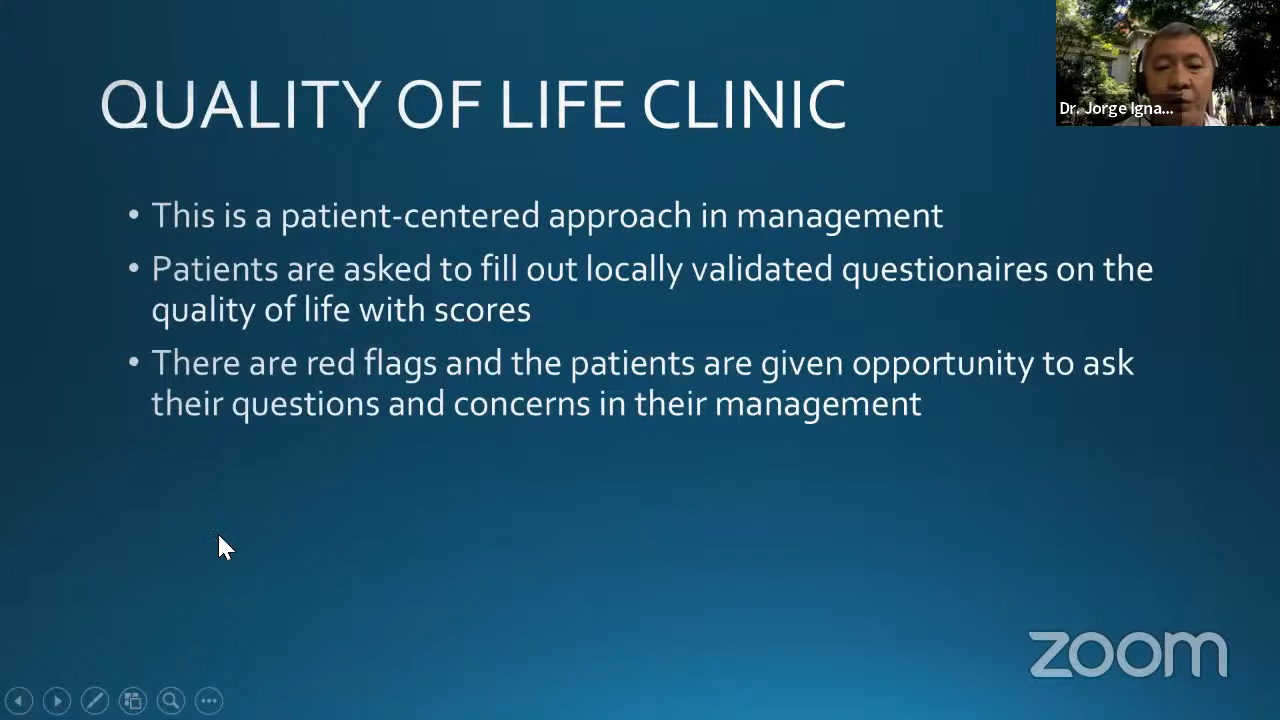 QUALITY OF LIFE CLINIC
Dr. Jorge Igna...
• This is a patient-centered approach in management
• Patients are asked to fill out locally validated questionaires on the
quality of life with scores
• There are red flags and the patients are given opportunity to ask
their questions and concerns in their management
zoom